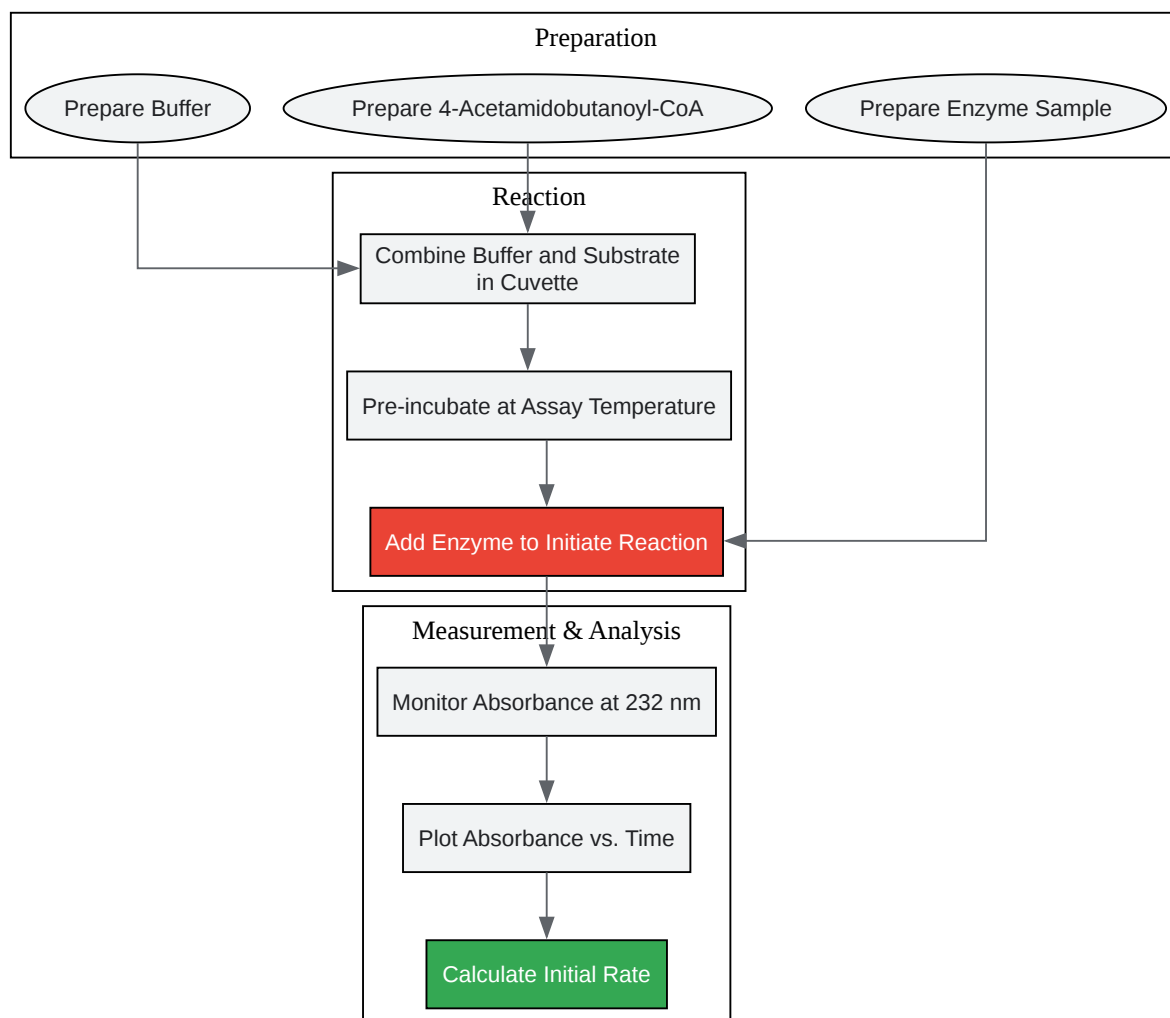 Preparation
Prepare Buffer
Prepare 4-Acetamidobutanoyl-CoA
Prepare Enzyme Sample
Reaction
Combine Buffer and Substrate
in Cuvette
Pre-incubate at Assay Temperature
Add Enzyme to Initiate Reaction
Measurement & Analysis
Monitor Absorbance at 232 nm
Plot Absorbance vs. Time
Calculate Initial Rate